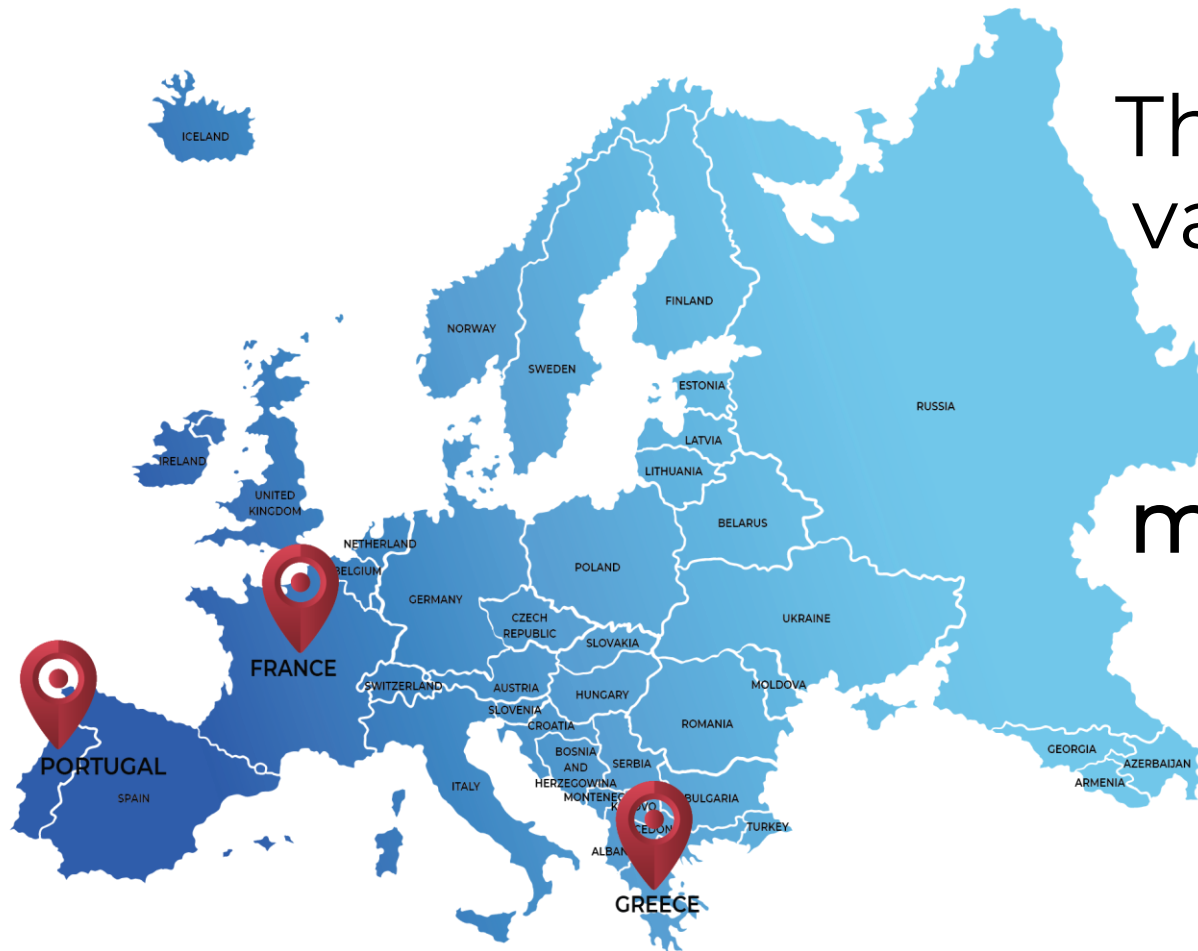 ICELAND
Th
va
FINLAND
NORWAY
SWEDEN
ESTONIA
RUSSIA
LATVIA
IRELAND
LITHUANIA
UNITED
KINGDOM
m
BELARUS
NETHERLAND
BELGIUM
POLAND
GERMANY
CZECH
REPUBLIC
UKRAINE
SLOVAKIA
FRANCE
SWITZERLAND
AUSTRIA
HUNGARY
MOLDOVA
SLOVENIA
CROATIA
ROMANIA
PORTUGAL
BOSNIA
AND
HERZEGOWINA
SERBIA
GEORGIA
AZERBAIJAN
ARMENIA
SPAIN
ITALY
BULGARIA
TURKEY
GREECE